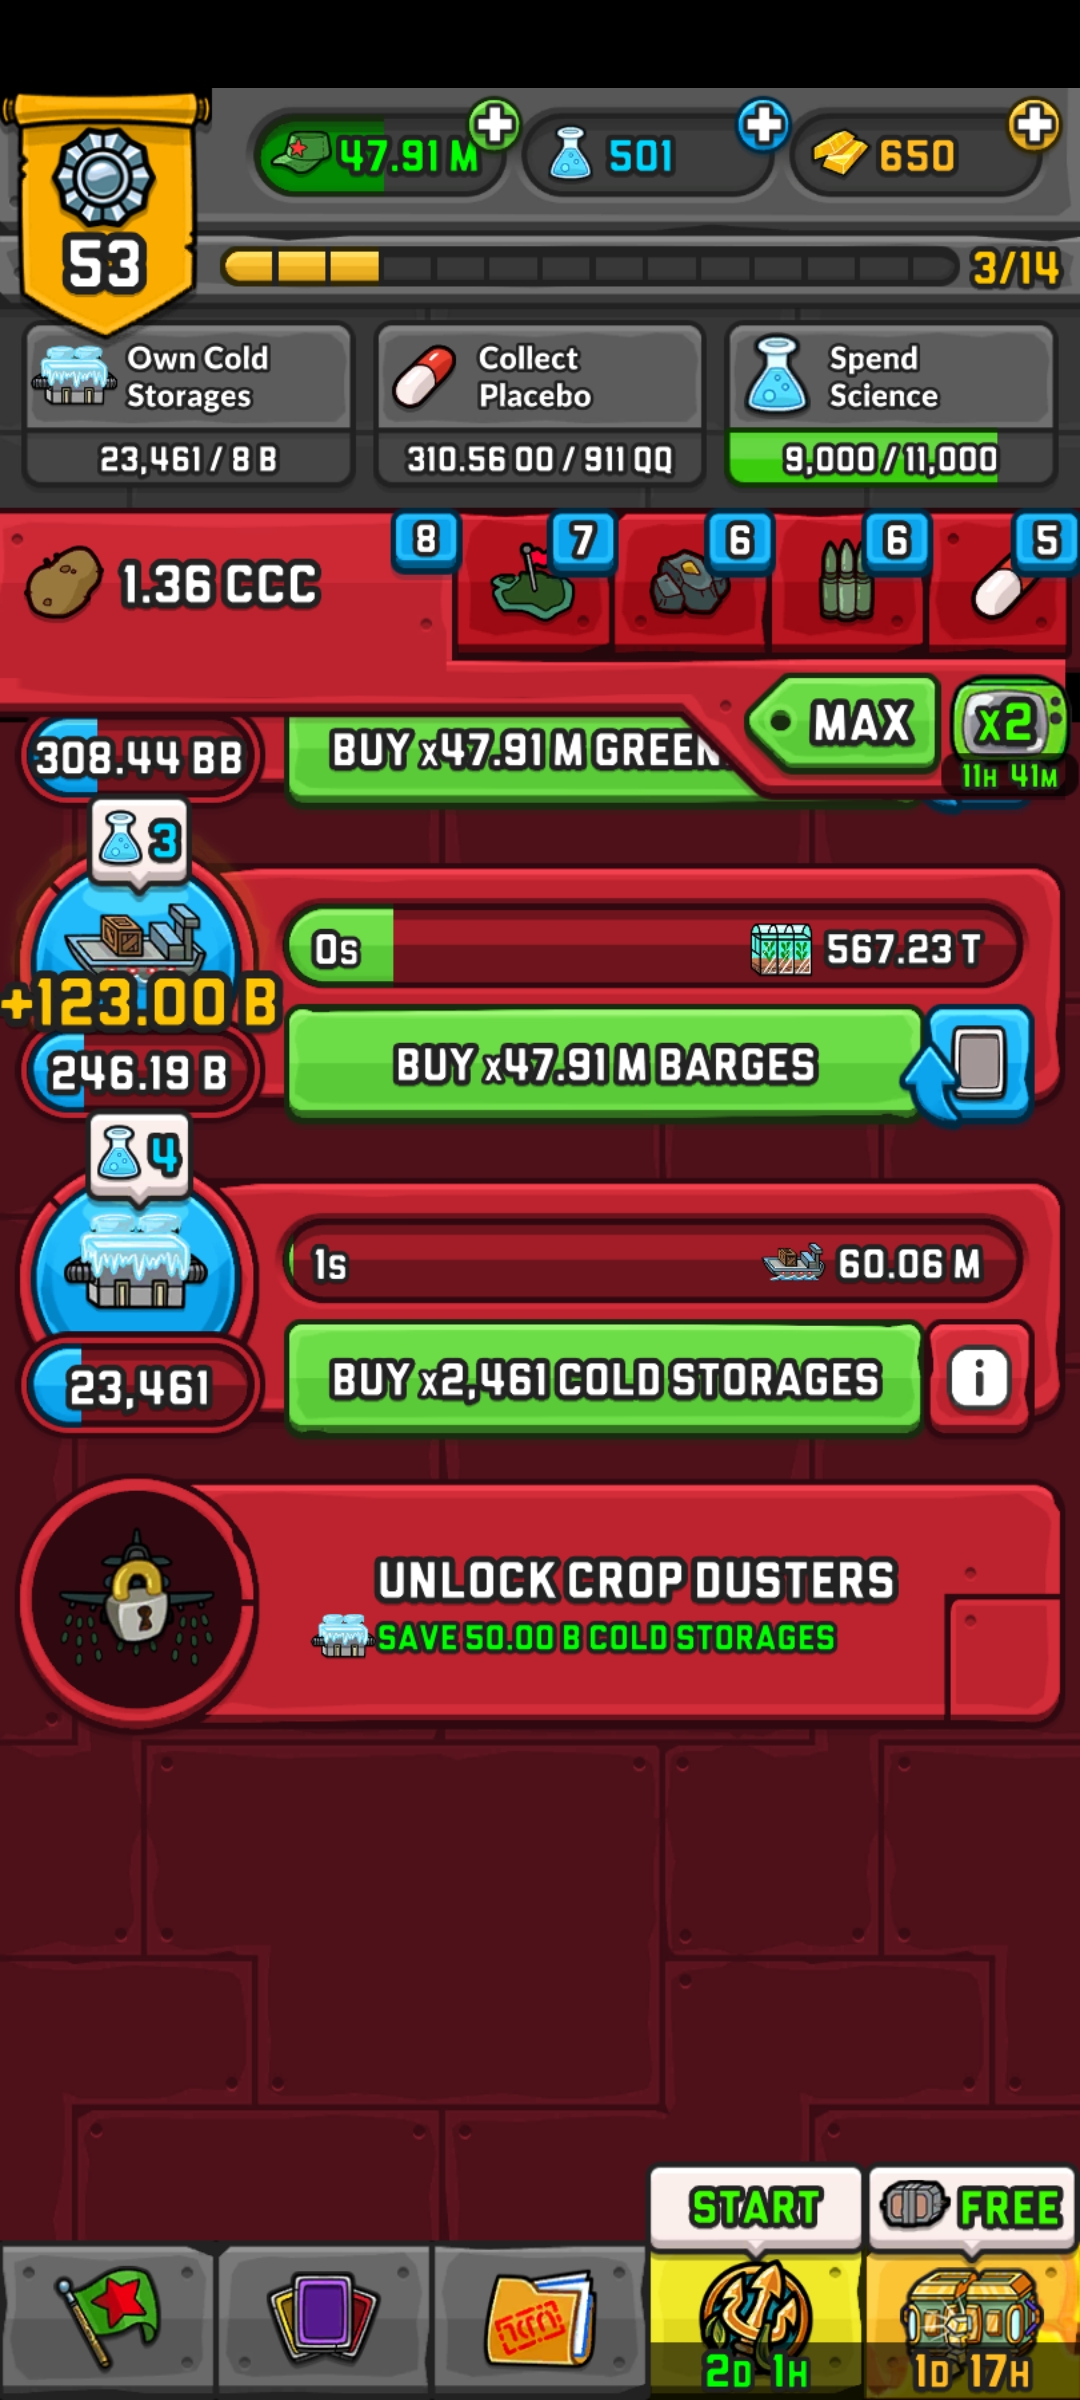 53
47.91 M
501
650
3/14
Own Cold
Storages
23,461 / 8 B
Collect
Placebo
310.56 OO / 911 QQ
Spend
Science
9,000 / 11,000
1.36 CCC
8
7
6
6
5
MAX
x2
11H 41M
308.44 BB
BUY x47.91 M GREEN
3
0s
567.23 T
+123.00 B
246.19 B
BUY x47.91 M BARGES
4
1s
60.06 M
23,461
BUY x2,461 COLD STORAGES
i
UNLOCK CROP DUSTERS
SAVE 50.00 B COLD STORAGES
START
FREE
2D 1H
1D 17H